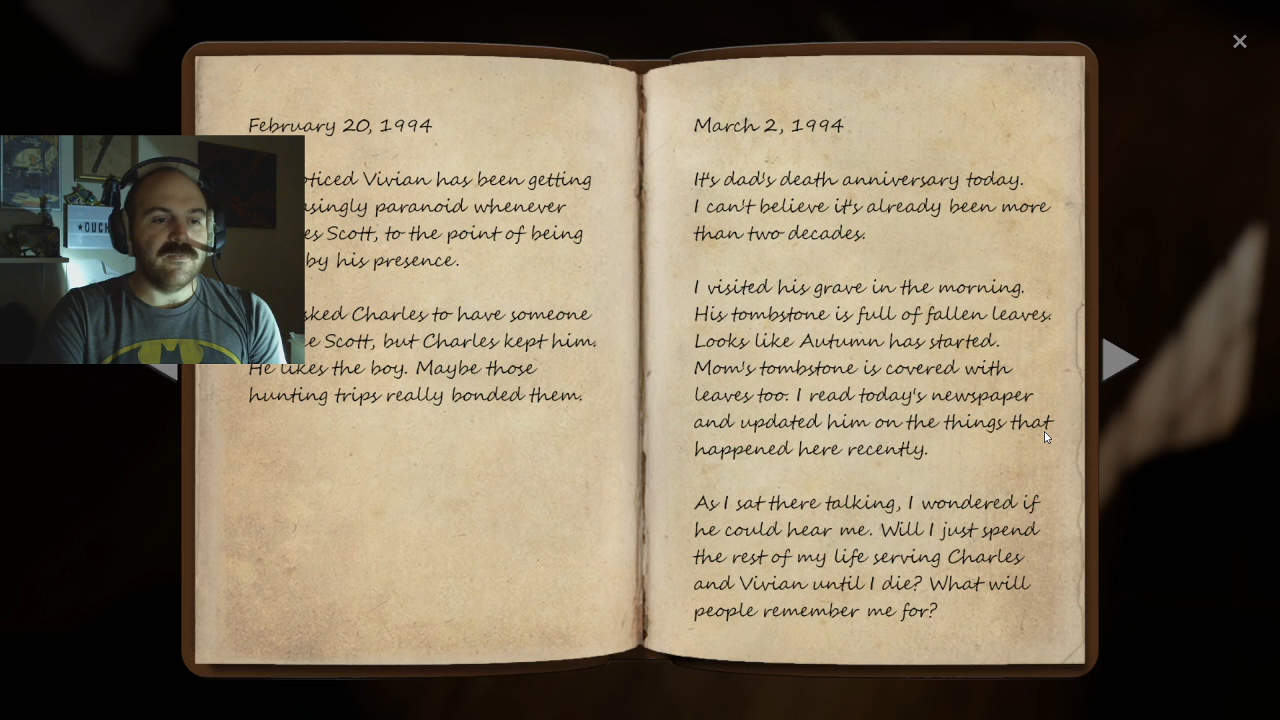 February 20, 1994
Vivian has been getting
paranoid whenever
Scott, to the point of being
by his presence.
Charles to have someone
Scott, but Charles kept him.
He likes the boy. Maybe those
hunting trips really bonded them.
March 2, 1994
It's dad's death anniversary today.
I can't believe it's already been more
than two decades.
I visited his grave in the morning.
His tombstone is full of fallen leaves.
Looks like Autumn has started.
Mom's tombstone is covered with
leaves too. I read today's newspaper
and updated him on the things that
happened here recently.
As I sat there talking, I wondered if
he could hear me. Will I just spend
the rest of my life serving Charles
and Vivian until I die? What will
people remember me for?